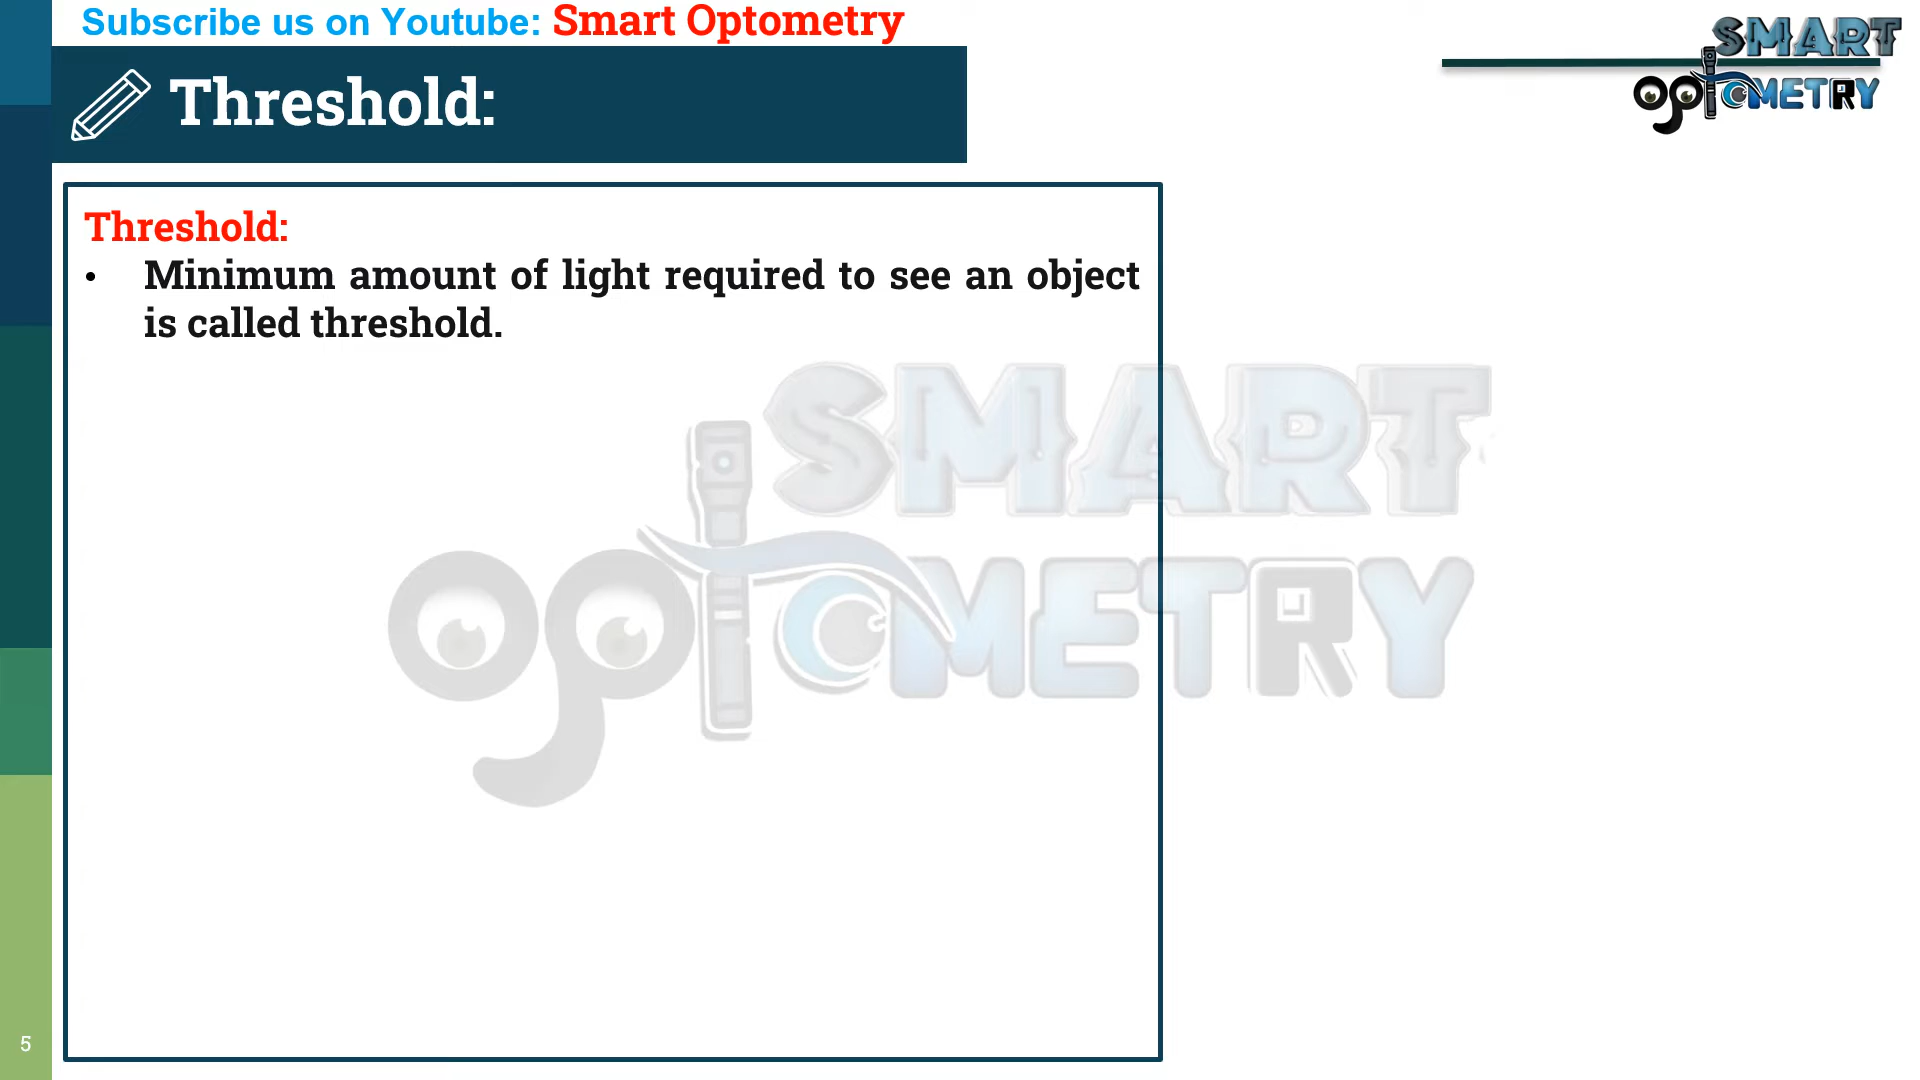 Subscribe us on Youtube: Smart Optometry
SMART
OptOMETRY
Threshold:
Threshold:
• Minimum amount of light required to see an object
is called threshold.
SMART
OptOMETRY
5